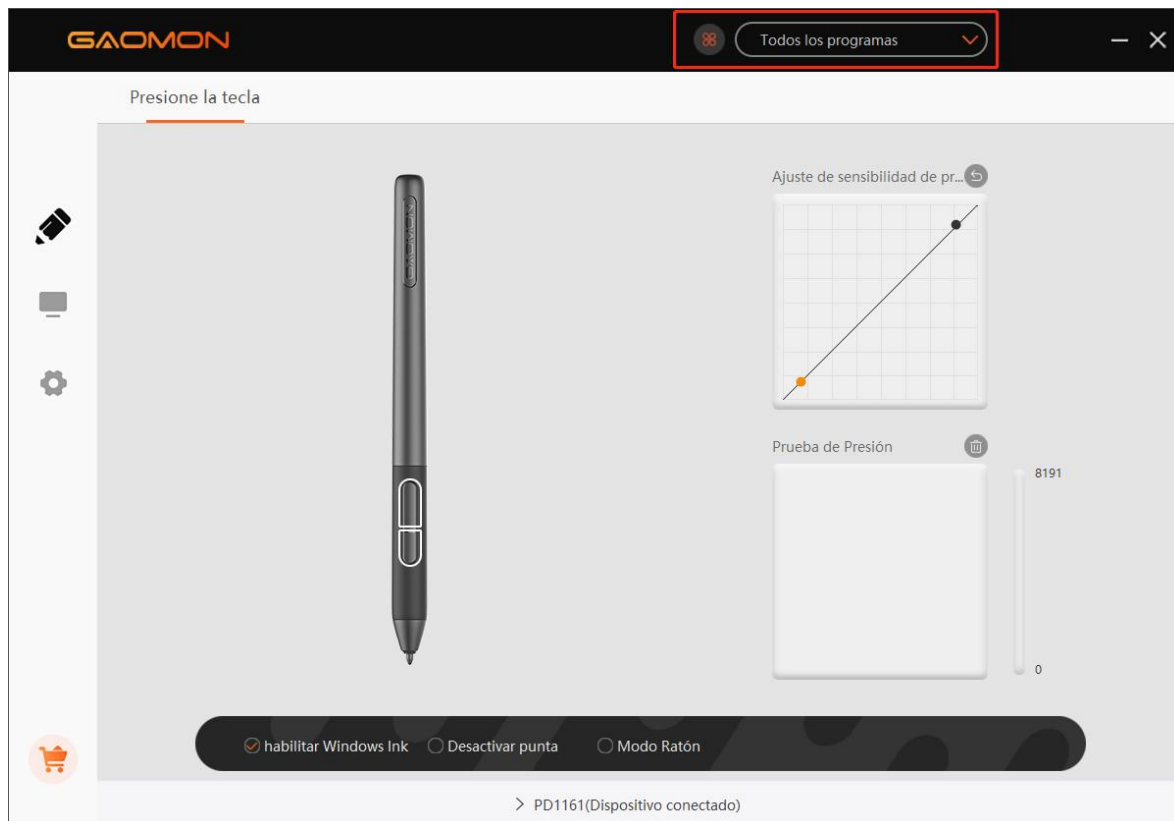 GAOMON
Todos los programas
Presione la tecla
Ajuste de sensibilidad de pr...
GAOMON
Prueba de Presión
8191
0
habilitar Windows Ink
Desactivar punta
Modo Ratón
PD1161(Dispositivo conectado)